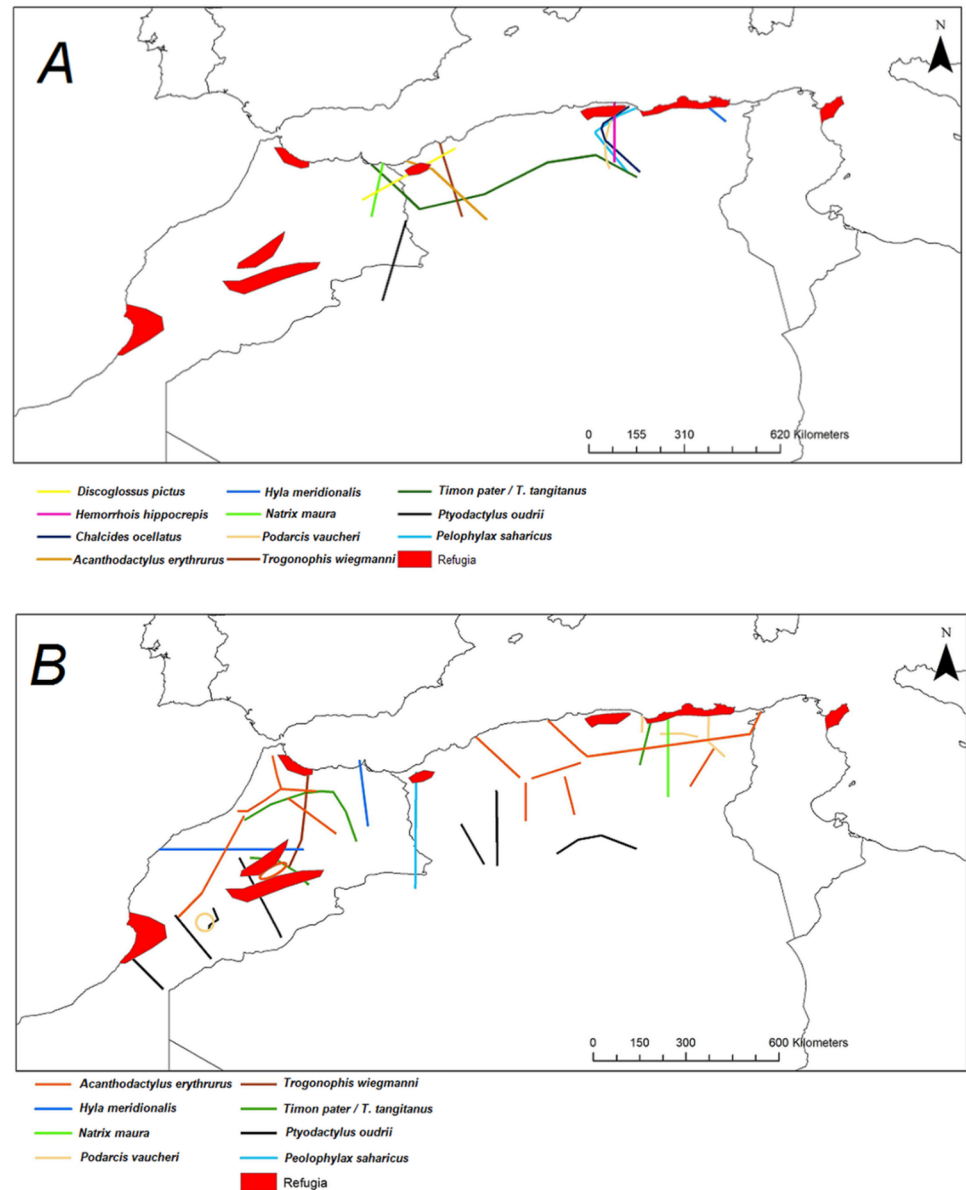 A
N
0 155 310 620 Kilometers
Discoglossus pictus Hyla meridionalis Timon pater / T. tangitanus
Hemorrhois hippocrepis Natrix maura Ptyodactylus oudrii
Chalcides ocellatus Podarcis vaucheri Pelophylax saharicus
Acanthodactylus erythrurus Trogonophis wiegmanni Refugia
B
N
0 150 300 600 Kilometers
Acanthodactylus erythrurus Trogonophis wiegmanni
Hyla meridionalis Timon pater / T. tangitanus
Natrix maura Ptyodactylus oudrii
Podarcis vaucheri Peolophylax saharicus
Refugia